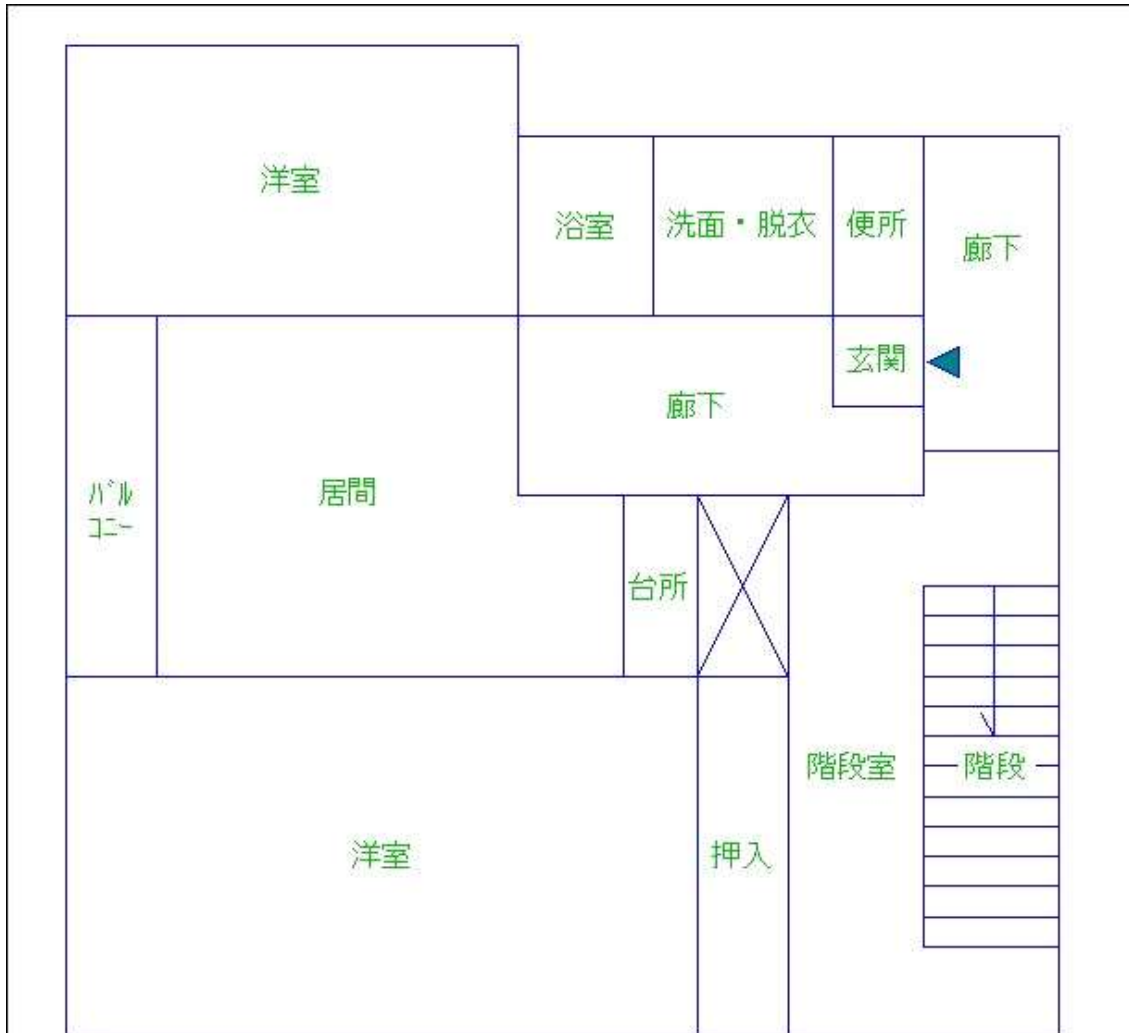 洋室
浴室
洗面・脱衣
便所
廊下
玄関
廊下
バル
コニー
居間
台所
階段室
階段
洋室
押入